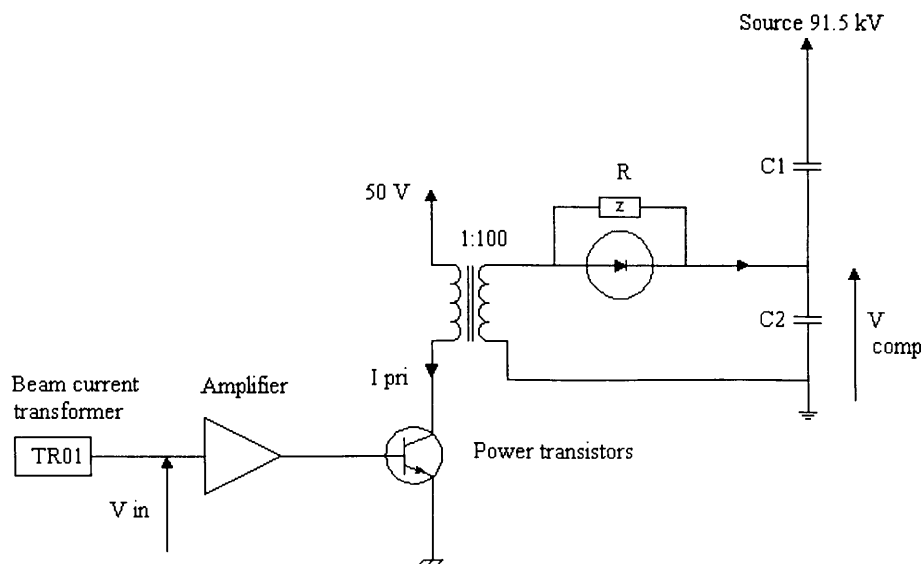 Source 91.5 kV
C1
R
z
50 V
1:100
C2
V
comp
I pri
Beam current
transformer
Amplifier
TR01
Power transistors
V in